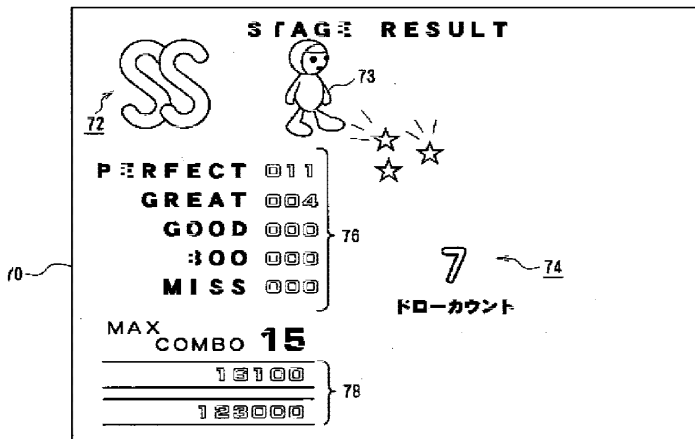 STAGE RESULT
SS
72
73
PERFECT 011
GREAT 004
GOOD 000
BOO 000
MISS 000
76
70
7
74
ドローカウント
MAX
COMBO 15
16100
123000
78